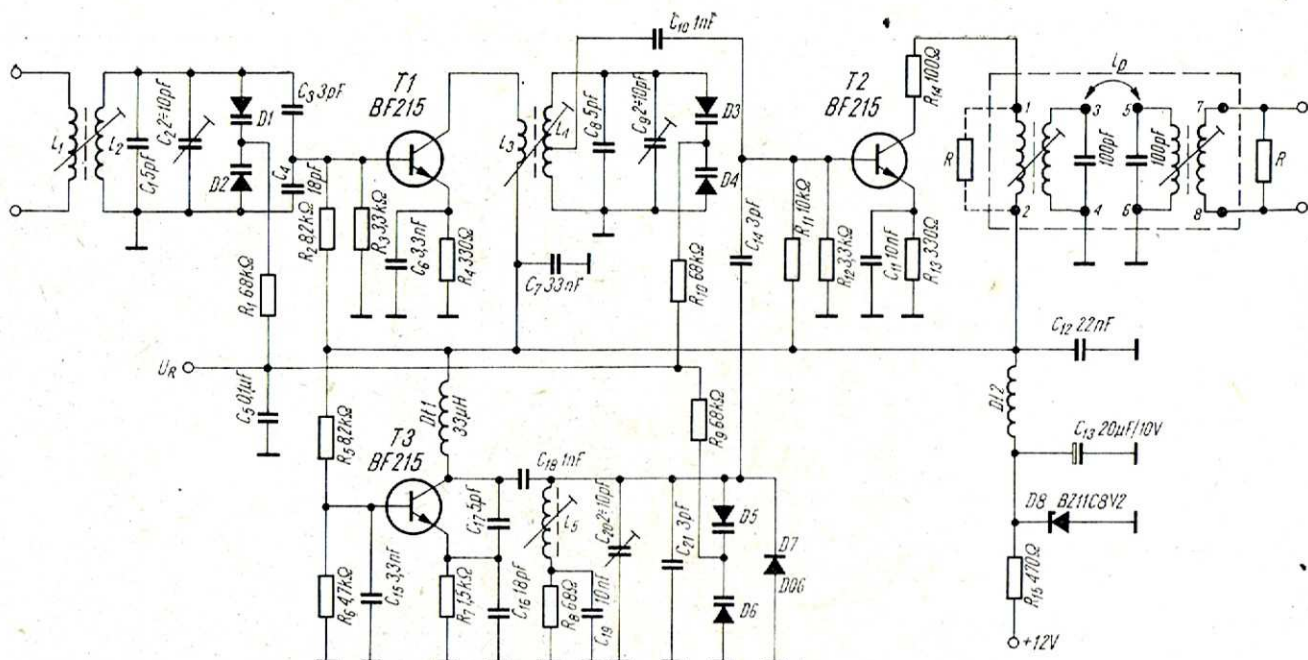 L1
L2
C1 5pF
C2 2÷10pF
D1
D2
C3 3pF
C4 18pF
R1 68kΩ
R2 8,2kΩ
R3 3,3kΩ
T1
BF215
C6 3,3nF
R4 330Ω
L3
L4
C7 33nF
C10 1nF
C8 5pF
C9 2÷10pF
D3
D4
R10 68kΩ
C14 3pF
R11 10kΩ
R12 3,3kΩ
T2
BF215
R14 100Ω
C11 10nF
R13 330Ω
Lp
R
1
2
3
4
100pF
5
6
100pF
7
8
R
UR
C5 0,1µF
C12 22nF
Dł1
33µH
Dł2
R5 8,2kΩ
T3
BF215
R9 68kΩ
C13 20µF/10V
C18 1nF
C17 5pF
L5
C20 2÷10pF
C21 3pF
D5
D6
D7
DOG
D8 BZ11C8V2
R6 4,7kΩ
C15 3,3nF
R7 1,5kΩ
C16 18pF
R8 68Ω
10nF
C19
R15 470Ω
+12V